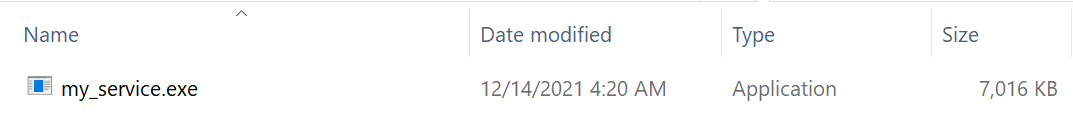 Name Date modified Type Size
my_service.exe 12/14/2021 4:20 AM Application 7,016 KB